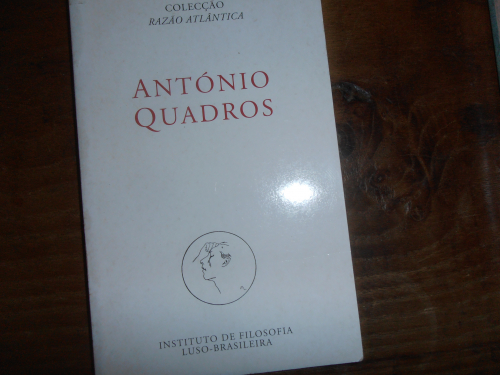 COLECÇÃO
RAZÃO ATLÂNTICA
ANTÓNIO
QUADROS
INSTITUTO DE FILOSOFIA
LUSO-BRASILEIRA